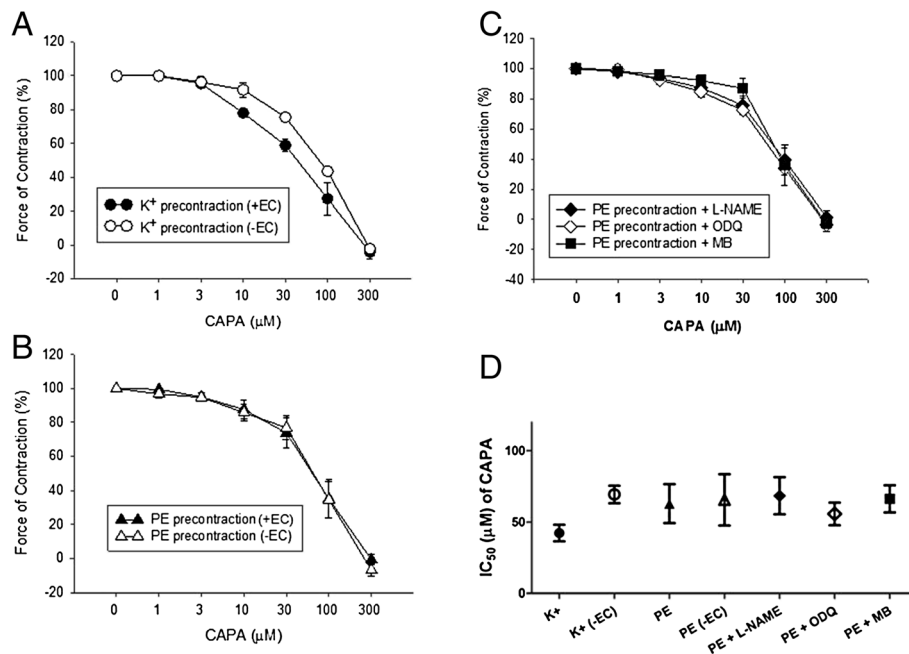 A
120
100
80
60
40
20
0
-20
Force of Contraction (%)
K+ precontraction (+EC)
K+ precontraction (-EC)
0 1 3 10 30 100 300
CAPA (μM)
B
120
100
80
60
40
20
0
-20
Force of Contraction (%)
PE precontraction (+EC)
PE precontraction (-EC)
0 1 3 10 30 100 300
CAPA (μM)
C
120
100
80
60
40
20
0
-20
-40
Force of Contraction (%)
PE precontraction + L-NAME
PE precontraction + ODQ
PE precontraction + MB
0 1 3 10 30 100 300
CAPA (μM)
D
100
50
0
IC50 (μM) of CAPA
K+ K+ (-EC) PE PE (-EC) PE + L-NAME PE + ODQ PE + MB